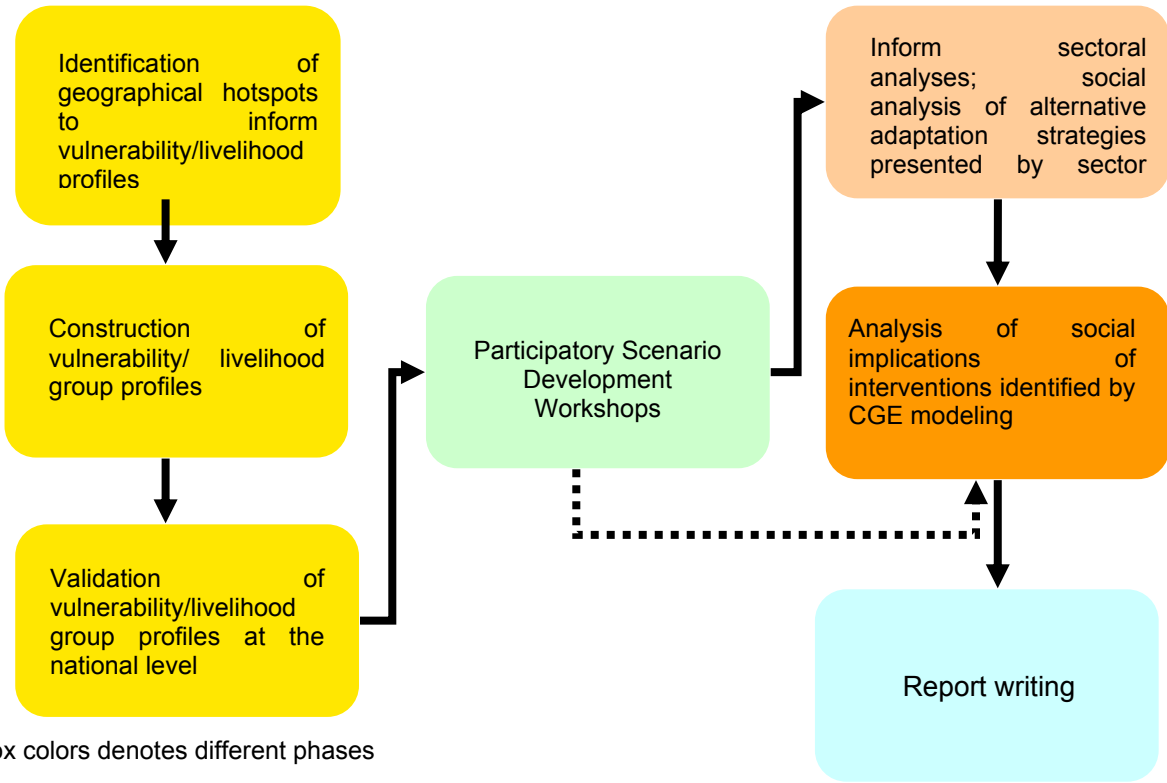 Identification of
geographical hotspots
to inform
vulnerability/livelihood
profiles
Construction of
vulnerability/ livelihood
group profiles
Validation of
vulnerability/livelihood
group profiles at the
national level
Participatory Scenario
Development
Workshops
Inform sectoral
analyses; social
analysis of alternative
adaptation strategies
presented by sector
Analysis of social
implications of
interventions identified by
CGE modeling
Report writing
ox colors denotes different phases